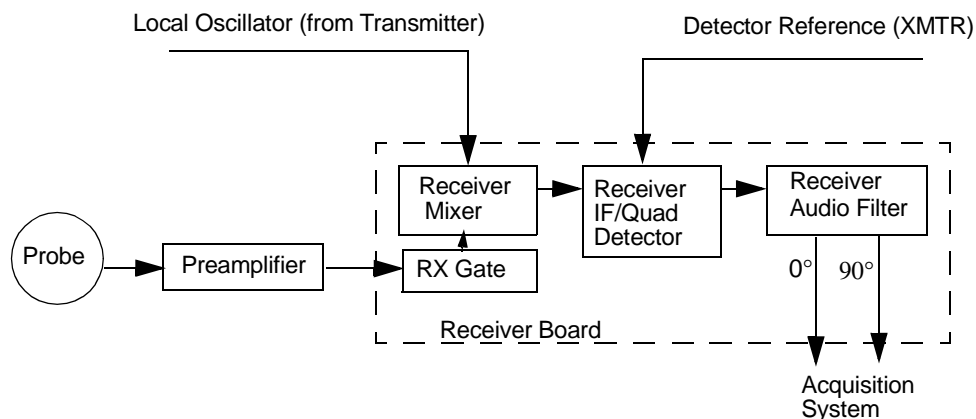 Local Oscillator (from Transmitter)
Detector Reference (XMTR)
Receiver
Mixer
Receiver
IF/Quad
Detector
Receiver
Audio Filter
Probe
Preamplifier
RX Gate
0°
90°
Receiver Board
Acquisition
System